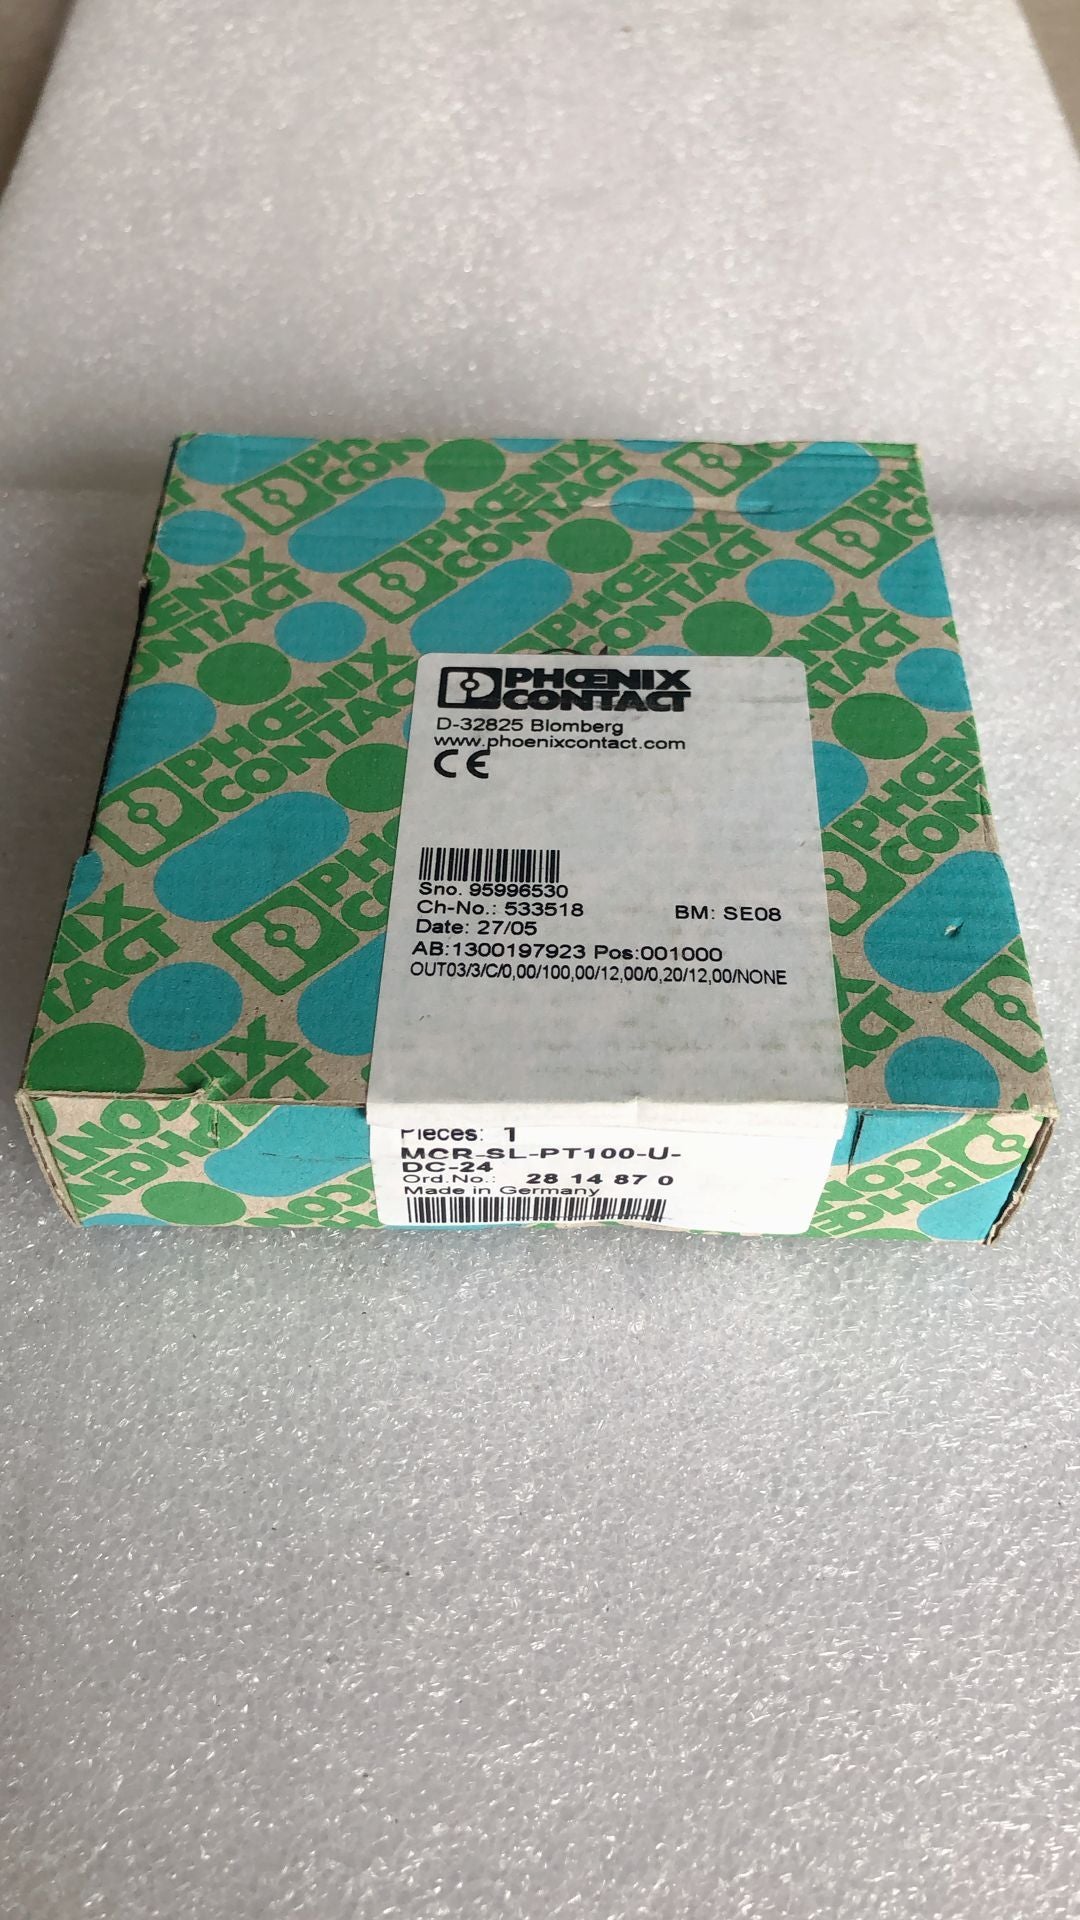 PHŒNIX
CONTACT
D-32825 Blomberg
www.phoenixcontact.com
CE
Sno. 95996530
Ch-No.: 533518 BM: SE08
Date: 27/05
AB:1300197923 Pos:001000
OUT03/3/C/0,00/100,00/12,00/0,20/12,00/NONE
Pieces: 1
MCR-SL-PT100-U-
DC-24
Ord.No.: 28 14 87 0
Made in Germany